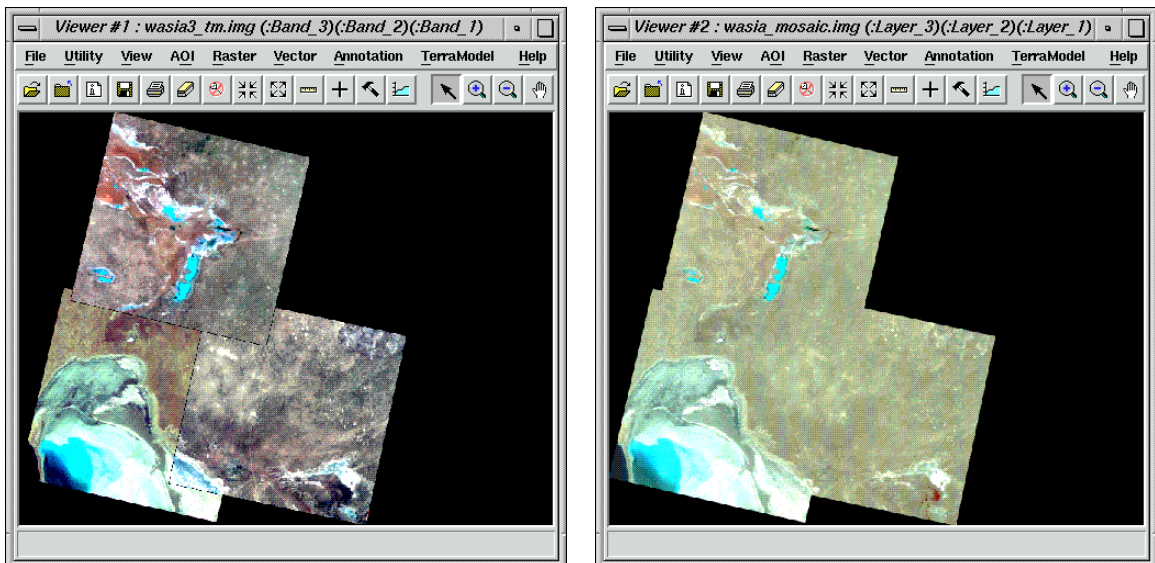 Viewer #1 : wasia3_tm.img (:Band_3)(:Band_2)(:Band_1)
File Utility View AOI Raster Vector Annotation TerraModel Help
Viewer #2 : wasia_mosaic.img (:Layer_3)(:Layer_2)(:Layer_1)
File Utility View AOI Raster Vector Annotation TerraModel Help